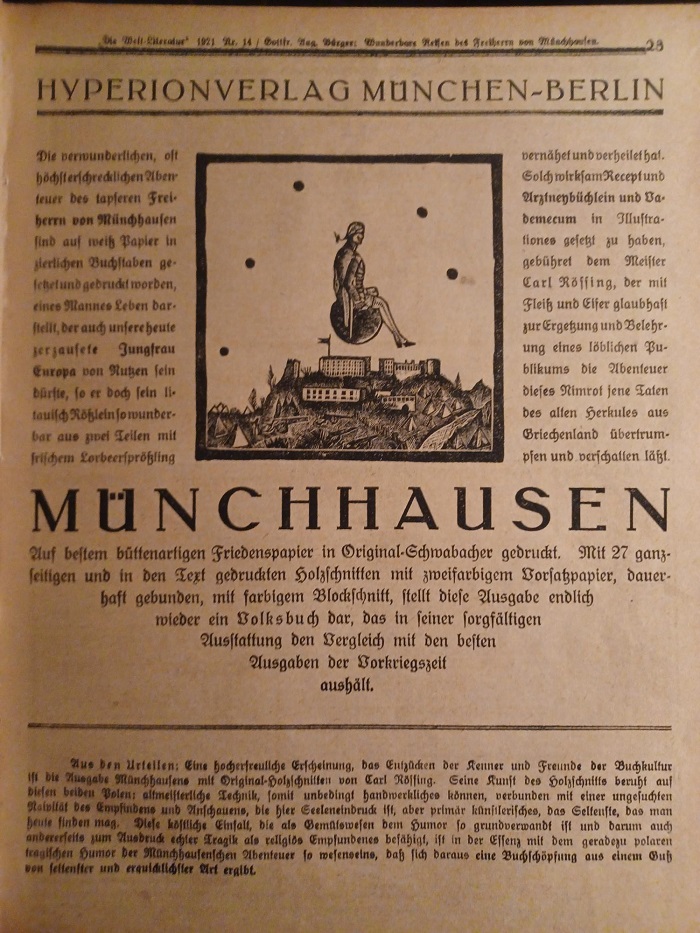 „Die Welt-Literatur“ 1921 Nr. 14 / Gottfr. Aug. Bürger: Wunderbare Reisen des Freiherrn von Münchhausen. 23
HYPERIONVERLAG MÜNCHEN-BERLIN
Die verwunderlichen, oft
höchst erschrecklichen Aben-
teuer des tapferen Frei-
herrn von Münchhausen
sind auf weiß Papier in
zierlichen Buchstaben ge-
setzet und gedruckt worden,
eines Mannes Leben dar-
stellt, der auch unsere heute
zerzauste Jungfrau
Europa von Nutzen sein
dürfte, so er doch sein li-
tauisch Rößlein so wunder-
bar aus zwei Teilen mit
frischem Lorbeersprößling
vernähet und verheilet hat.
Solch wirksam Recept und
Arztneybüchlein und Va-
demecum in Illustra-
tiones gesetzt zu haben,
gebühret dem Meister
Carl Rössing, der mit
Fleiß und Eifer glaubhaft
zur Ergetzung und Belehr-
ung eines löblichen Pu-
blikums die Abenteuer
dieses Nimrot jene Taten
des alten Herkules aus
Griechenland übertrum-
pfen und verschatten läßt.
MÜNCHHAUSEN
Auf bestem büttenartigen Friedenspapier in Original-Schwabacher gedruckt. Mit 27 ganz-
seitigen und in den Text gedruckten Holzschnitten mit zweifarbigem Vorsatzpapier, dauer-
haft gebunden, mit farbigem Blockschnitt, stellt diese Ausgabe endlich
wieder ein Volksbuch dar, das in seiner sorgfältigen
Ausstattung den Vergleich mit den besten
Ausgaben der Vorkriegszeit
aushält.
Aus den Urteilen: Eine hocherfreuliche Erscheinung, das Entzücken der Kenner und Freunde der Buchkultur
ist die Ausgabe Münchhausens mit Original-Holzschnitten von Carl Rössing. Seine Kunst des Holzschnitts beruht auf
diesen beiden Polen: altmeisterliche Technik, somit unbedingt handwerkliches können, verbunden mit einer ungesuchten
Naivität des Empfindens und Anschauens, die hier Seeleneindruck ist, aber primär künstlerisches, das Seltenste, das man
heute finden mag. Diese köstliche Einfalt, die als Gemütswesen dem Humor so grundverwandt ist und darum auch
andererseits zum Ausdruck echter Tragik als religiös Empfundenes befähigt, ist in der Essenz mit dem geradezu polaren
tragischen Humor der Münchhausenschen Abenteuer so wesenseins, daß sich daraus eine Buchschöpfung aus einem Guß
von seltenster und erquicklichster Art ergibt.